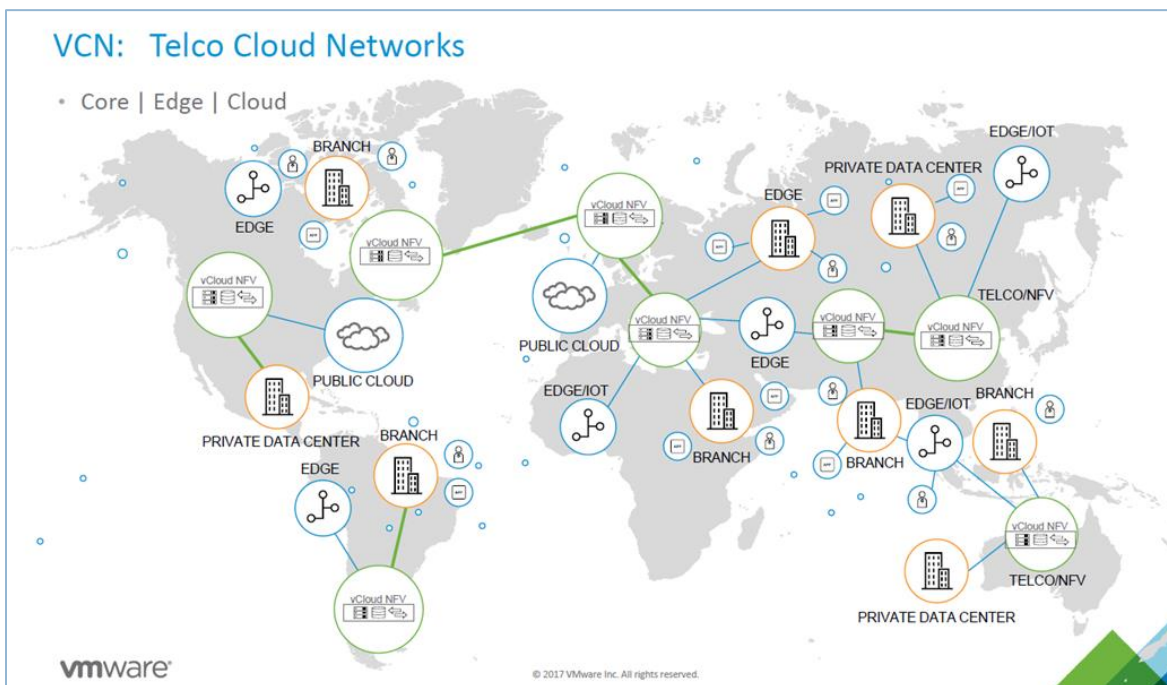 VCN: Telco Cloud Networks
• Core | Edge | Cloud
BRANCH
EDGE
vCloud NFV
vCloud NFV
PUBLIC CLOUD
PRIVATE DATA CENTER
BRANCH
EDGE
vCloud NFV
vCloud NFV
PUBLIC CLOUD
vCloud NFV
EDGE
EDGE
EDGE/IOT
BRANCH
PRIVATE DATA CENTER
EDGE/IOT
vCloud NFV
vCloud NFV
TELCO/NFV
BRANCH
EDGE/IOT
BRANCH
vCloud NFV
TELCO/NFV
PRIVATE DATA CENTER
vmware®
© 2017 VMware Inc. All rights reserved.